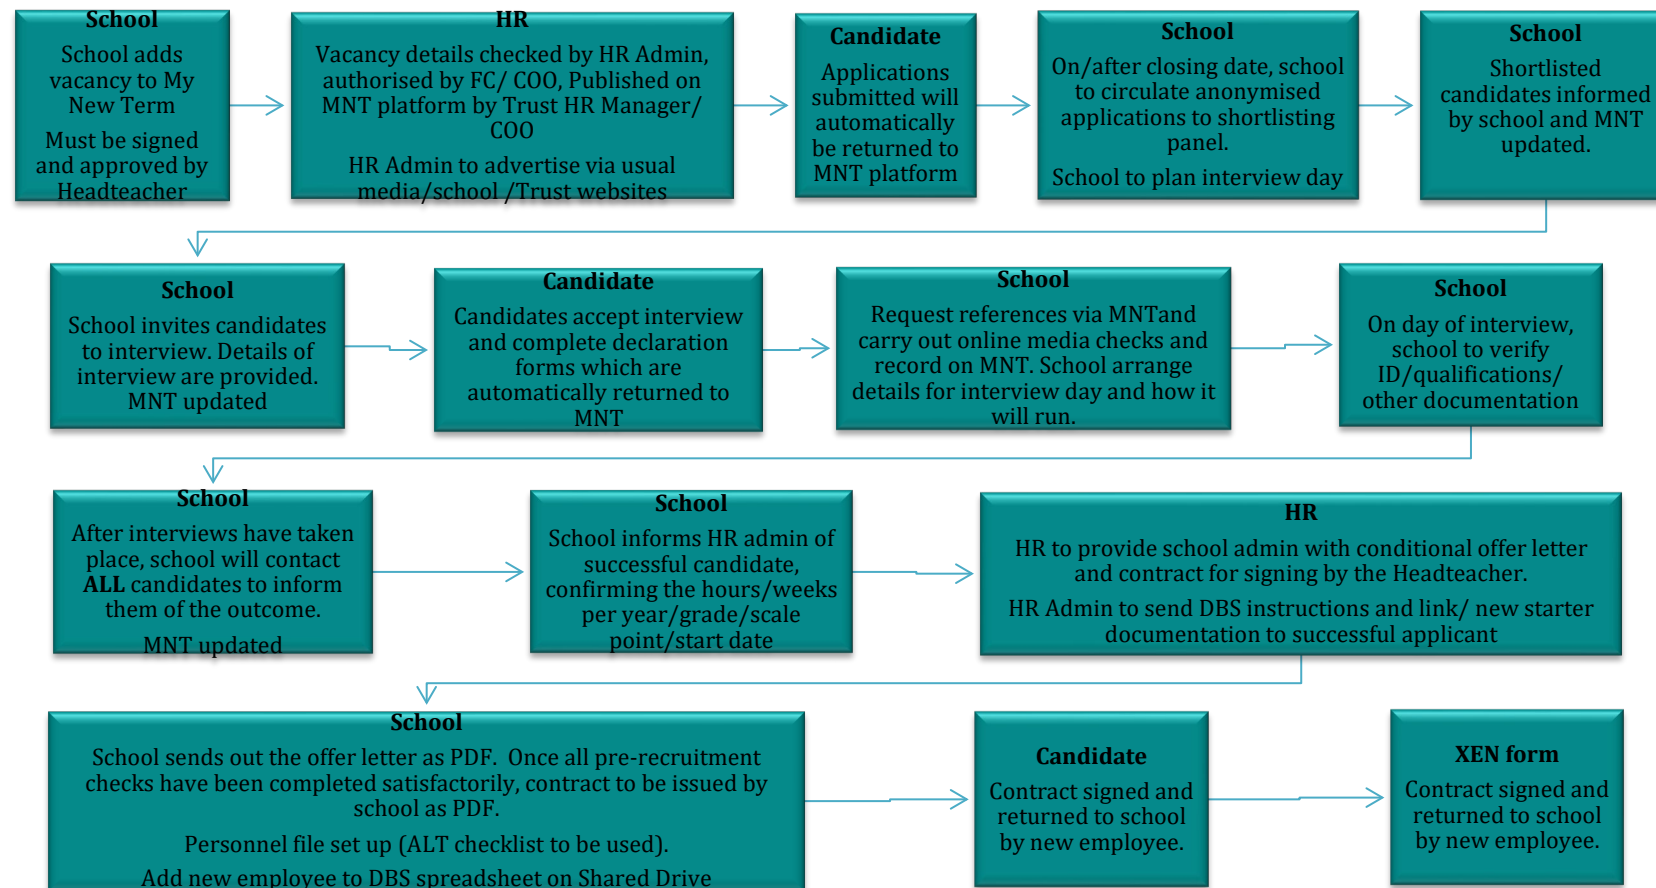 School
School adds
vacancy to My
New Term
Must be signed
and approved by
Headteacher
HR
Vacancy details checked by HR Admin,
authorised by FC/ COO, Published on
MNT platform by Trust HR Manager/
COO
HR Admin to advertise via usual
media/school /Trust websites
Candidate
Applications
submitted will
automatically
be returned to
MNT platform
School
On/after closing date, school
to circulate anonymised
applications to shortlisting
panel.
School to plan interview day
School
Shortlisted
candidates informed
by school and MNT
updated.
School
School invites candidates
to interview. Details of
interview are provided.
MNT updated
Candidate
Candidates accept interview
and complete declaration
forms which are
automatically returned to
MNT
School
Request references via MNTand
carry out online media checks and
record on MNT. School arrange
details for interview day and how it
will run.
School
On day of interview,
school to verify
ID/qualifications/
other documentation
School
After interviews have taken
place, school will contact
ALL candidates to inform
them of the outcome.
MNT updated
School
School informs HR admin of
successful candidate,
confirming the hours/weeks
per year/grade/scale
point/start date
HR
HR to provide school admin with conditional offer letter
and contract for signing by the Headteacher.
HR Admin to send DBS instructions and link/ new starter
documentation to successful applicant
School
School sends out the offer letter as PDF.  Once all pre-recruitment
checks have been completed satisfactorily, contract to be issued by
school as PDF.
Personnel file set up (ALT checklist to be used).
Add new employee to DBS spreadsheet on Shared Drive
Candidate
Contract signed and
returned to school
by new employee.
XEN form
Contract signed and
returned to school
by new employee.